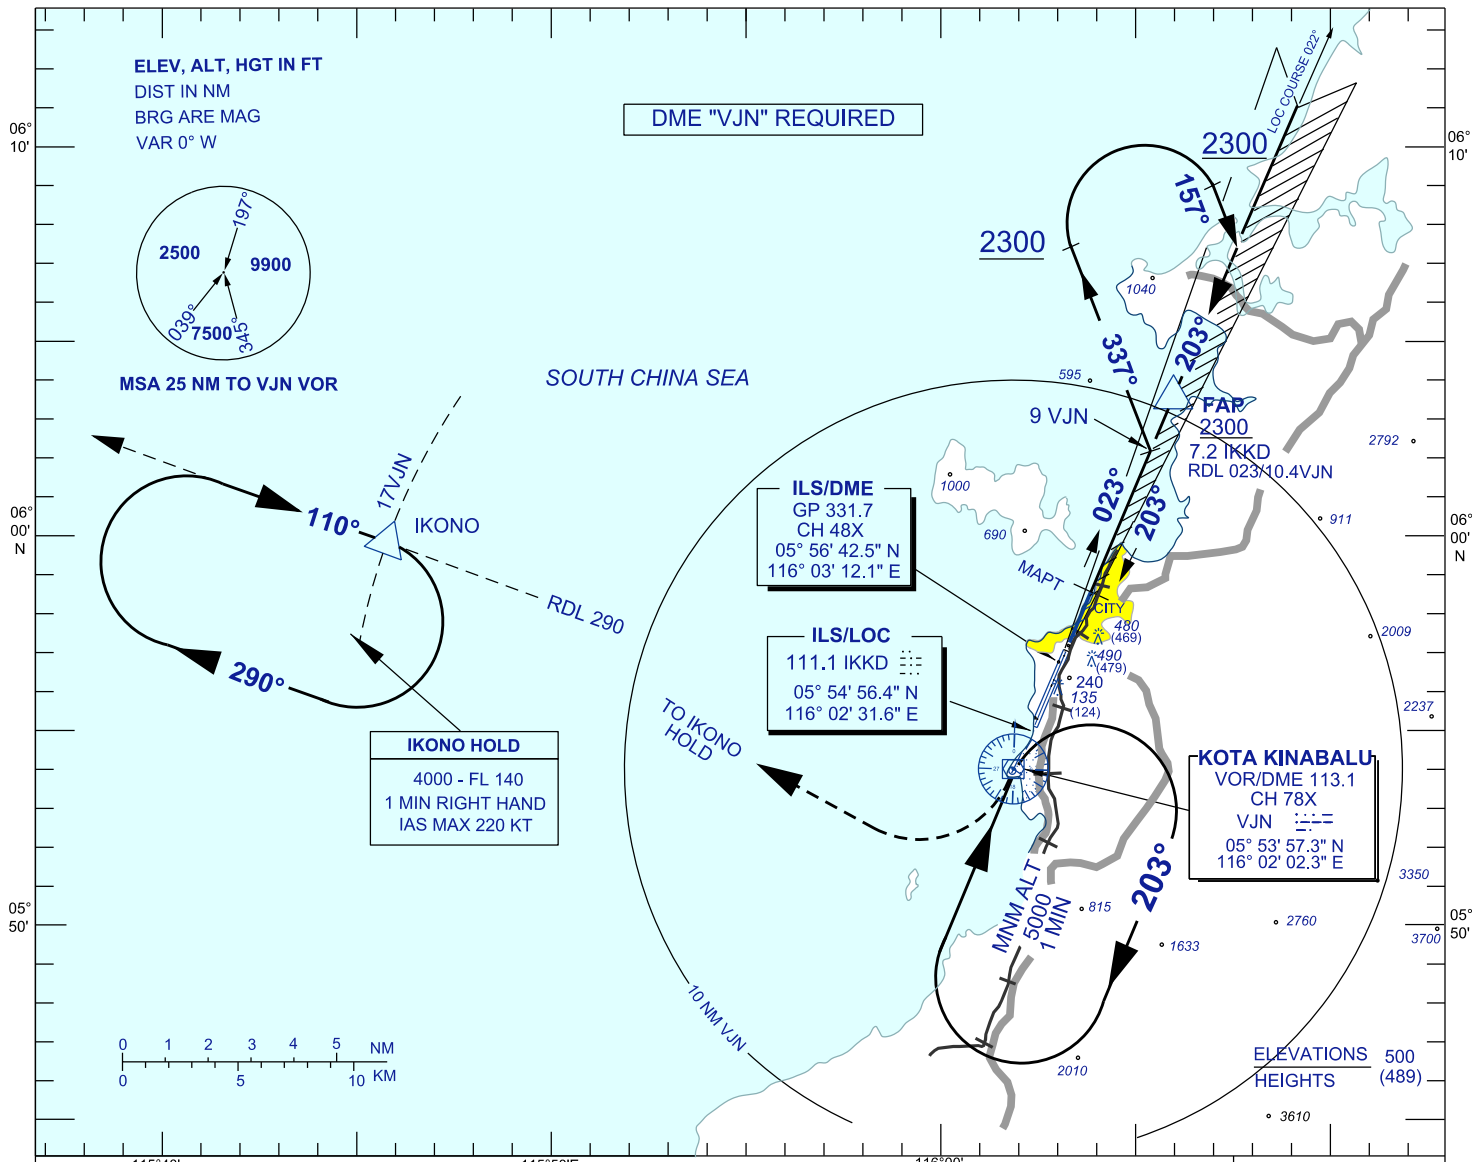 ELEV, ALT, HGT IN FT
DIST IN NM
BRG ARE MAG
VAR 0° W
DME "VJN" REQUIRED
LOC COURSE 022°
2300
06°
10'
06°
10'
157°
2300
197°
2500
9900
039°
7500
345°
MSA 25 NM TO VJN VOR
SOUTH CHINA SEA
1040
203°
337°
595
FAP
2300
7.2 IKKD
RDL 023/10.4VJN
9 VJN
2792
17VJN
110°
IKONO
RDL 290
290°
1000
690
ILS/DME
GP 331.7
CH 48X
05° 56' 42.5" N
116° 03' 12.1" E
023°
203°
911
06°
00'
N
06°
00'
N
MAPT
CITY
480
(469)
490
(479)
240
135
(124)
2009
ILS/LOC
111.1 IKKD
05° 54' 56.4" N
116° 02' 31.6" E
2237
TO IKONO
HOLD
IKONO HOLD
4000 - FL 140
1 MIN RIGHT HAND
IAS MAX 220 KT
KOTA KINABALU
VOR/DME 113.1
CH 78X
VJN
05° 53' 57.3" N
116° 02' 02.3" E
203°
MNM ALT
5000
1 MIN
815
1633
2760
3350
3700
05°
50'
05°
50'
10 NM VJN
2010
0 1 2 3 4 5 NM
0 5 10 KM
ELEVATIONS 500
HEIGHTS (489)
3610